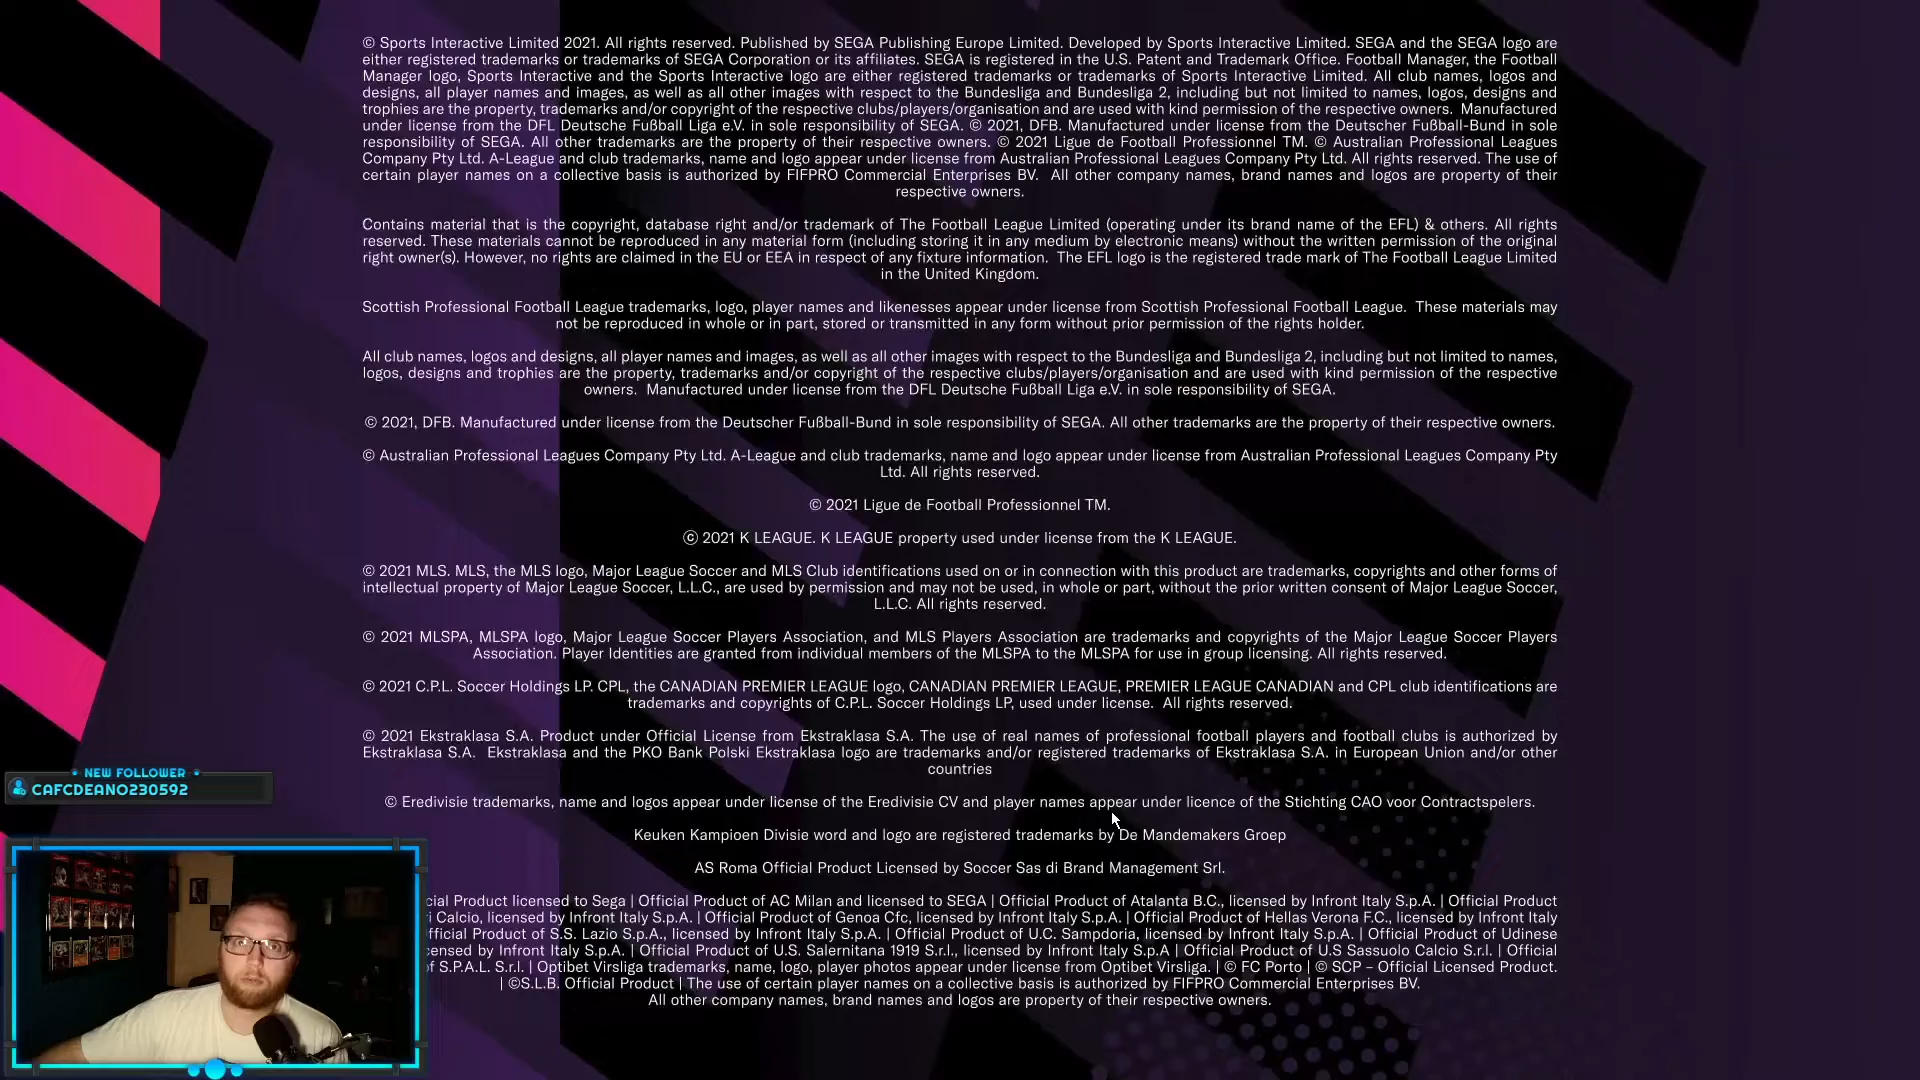 © Sports Interactive Limited 2021. All rights reserved. Published by SEGA Publishing Europe Limited. Developed by Sports Interactive Limited. SEGA and the SEGA logo are
either registered trademarks or trademarks of SEGA Corporation or its affiliates. SEGA is registered in the U.S. Patent and Trademark Office. Football Manager, the Football
Manager logo, Sports Interactive and the Sports Interactive logo are either registered trademarks or trademarks of Sports Interactive Limited. All club names, logos and
designs, all player names and images, as well as all other images with respect to the Bundesliga and Bundesliga 2, including but not limited to names, logos, designs and
trophies are the property, trademarks and/or copyright of the respective clubs/players/organisation and are used with kind permission of the respective owners. Manufactured
under license from the DFL Deutsche Fußball Liga e.V. in sole responsibility of SEGA. © 2021, DFB. Manufactured under license from the Deutscher Fußball-Bund in sole
responsibility of SEGA. All other trademarks are the property of their respective owners. © 2021 Ligue de Football Professionnel TM. © Australian Professional Leagues
Company Pty Ltd. A-League and club trademarks, name and logo appear under license from Australian Professional Leagues Company Pty Ltd. All rights reserved. The use of
certain player names on a collective basis is authorized by FIFPRO Commercial Enterprises BV. All other company names, brand names and logos are property of their
respective owners.
Contains material that is the copyright, database right and/or trademark of The Football League Limited (operating under its brand name of the EFL) & others. All rights
reserved. These materials cannot be reproduced in any material form (including storing it in any medium by electronic means) without the written permission of the original
right owner(s). However, no rights are claimed in the EU or EEA in respect of any fixture information. The EFL logo is the registered trade mark of The Football League Limited
in the United Kingdom.
Scottish Professional Football League trademarks, logo, player names and likenesses appear under license from Scottish Professional Football League. These materials may
not be reproduced in whole or in part, stored or transmitted in any form without prior permission of the rights holder.
All club names, logos and designs, all player names and images, as well as all other images with respect to the Bundesliga and Bundesliga 2, including but not limited to names,
logos, designs and trophies are the property, trademarks and/or copyright of the respective clubs/players/organisation and are used with kind permission of the respective
owners. Manufactured under license from the DFL Deutsche Fußball Liga e.V. in sole responsibility of SEGA.
© 2021, DFB. Manufactured under license from the Deutscher Fußball-Bund in sole responsibility of SEGA. All other trademarks are the property of their respective owners.
© Australian Professional Leagues Company Pty Ltd. A-League and club trademarks, name and logo appear under license from Australian Professional Leagues Company Pty
Ltd. All rights reserved.
© 2021 Ligue de Football Professionnel TM.
ⓒ 2021 K LEAGUE. K LEAGUE property used under license from the K LEAGUE.
© 2021 MLS. MLS, the MLS logo, Major League Soccer and MLS Club identifications used on or in connection with this product are trademarks, copyrights and other forms of
intellectual property of Major League Soccer, L.L.C., are used by permission and may not be used, in whole or part, without the prior written consent of Major League Soccer,
L.L.C. All rights reserved.
© 2021 MLSPA, MLSPA logo, Major League Soccer Players Association, and MLS Players Association are trademarks and copyrights of the Major League Soccer Players
Association. Player Identities are granted from individual members of the MLSPA to the MLSPA for use in group licensing. All rights reserved.
© 2021 C.P.L. Soccer Holdings LP. CPL, the CANADIAN PREMIER LEAGUE logo, CANADIAN PREMIER LEAGUE, PREMIER LEAGUE CANADIAN and CPL club identifications are
trademarks and copyrights of C.P.L. Soccer Holdings LP, used under license. All rights reserved.
© 2021 Ekstraklasa S.A. Product under Official License from Ekstraklasa S.A. The use of real names of professional football players and football clubs is authorized by
Ekstraklasa S.A. Ekstraklasa and the PKO Bank Polski Ekstraklasa logo are trademarks and/or registered trademarks of Ekstraklasa S.A. in European Union and/or other
countries
© Eredivisie trademarks, name and logos appear under license of the Eredivisie CV and player names appear under licence of the Stichting CAO voor Contractspelers.
Keuken Kampioen Divisie word and logo are registered trademarks by De Mandemakers Groep
AS Roma Official Product Licensed by Soccer Sas di Brand Management Srl.
cial Product licensed to Sega | Official Product of AC Milan and licensed to SEGA | Official Product of Atalanta B.C., licensed by Infront Italy S.p.A. | Official Product
ri Calcio, licensed by Infront Italy S.p.A. | Official Product of Genoa Cfc, licensed by Infront Italy S.p.A. | Official Product of Hellas Verona F.C., licensed by Infront Italy
fficial Product of S.S. Lazio S.p.A., licensed by Infront Italy S.p.A. | Official Product of U.C. Sampdoria, licensed by Infront Italy S.p.A. | Official Product of Udinese
censed by Infront Italy S.p.A. | Official Product of U.S. Salernitana 1919 S.r.l., licensed by Infront Italy S.p.A | Official Product of U.S Sassuolo Calcio S.r.l. | Official
of S.P.A.L. S.r.l. | Optibet Virsliga trademarks, name, logo, player photos appear under license from Optibet Virsliga. | © FC Porto | © SCP – Official Licensed Product.
| ©S.L.B. Official Product | The use of certain player names on a collective basis is authorized by FIFPRO Commercial Enterprises BV.
All other company names, brand names and logos are property of their respective owners.
NEW FOLLOWER
CAFCDEANO230592